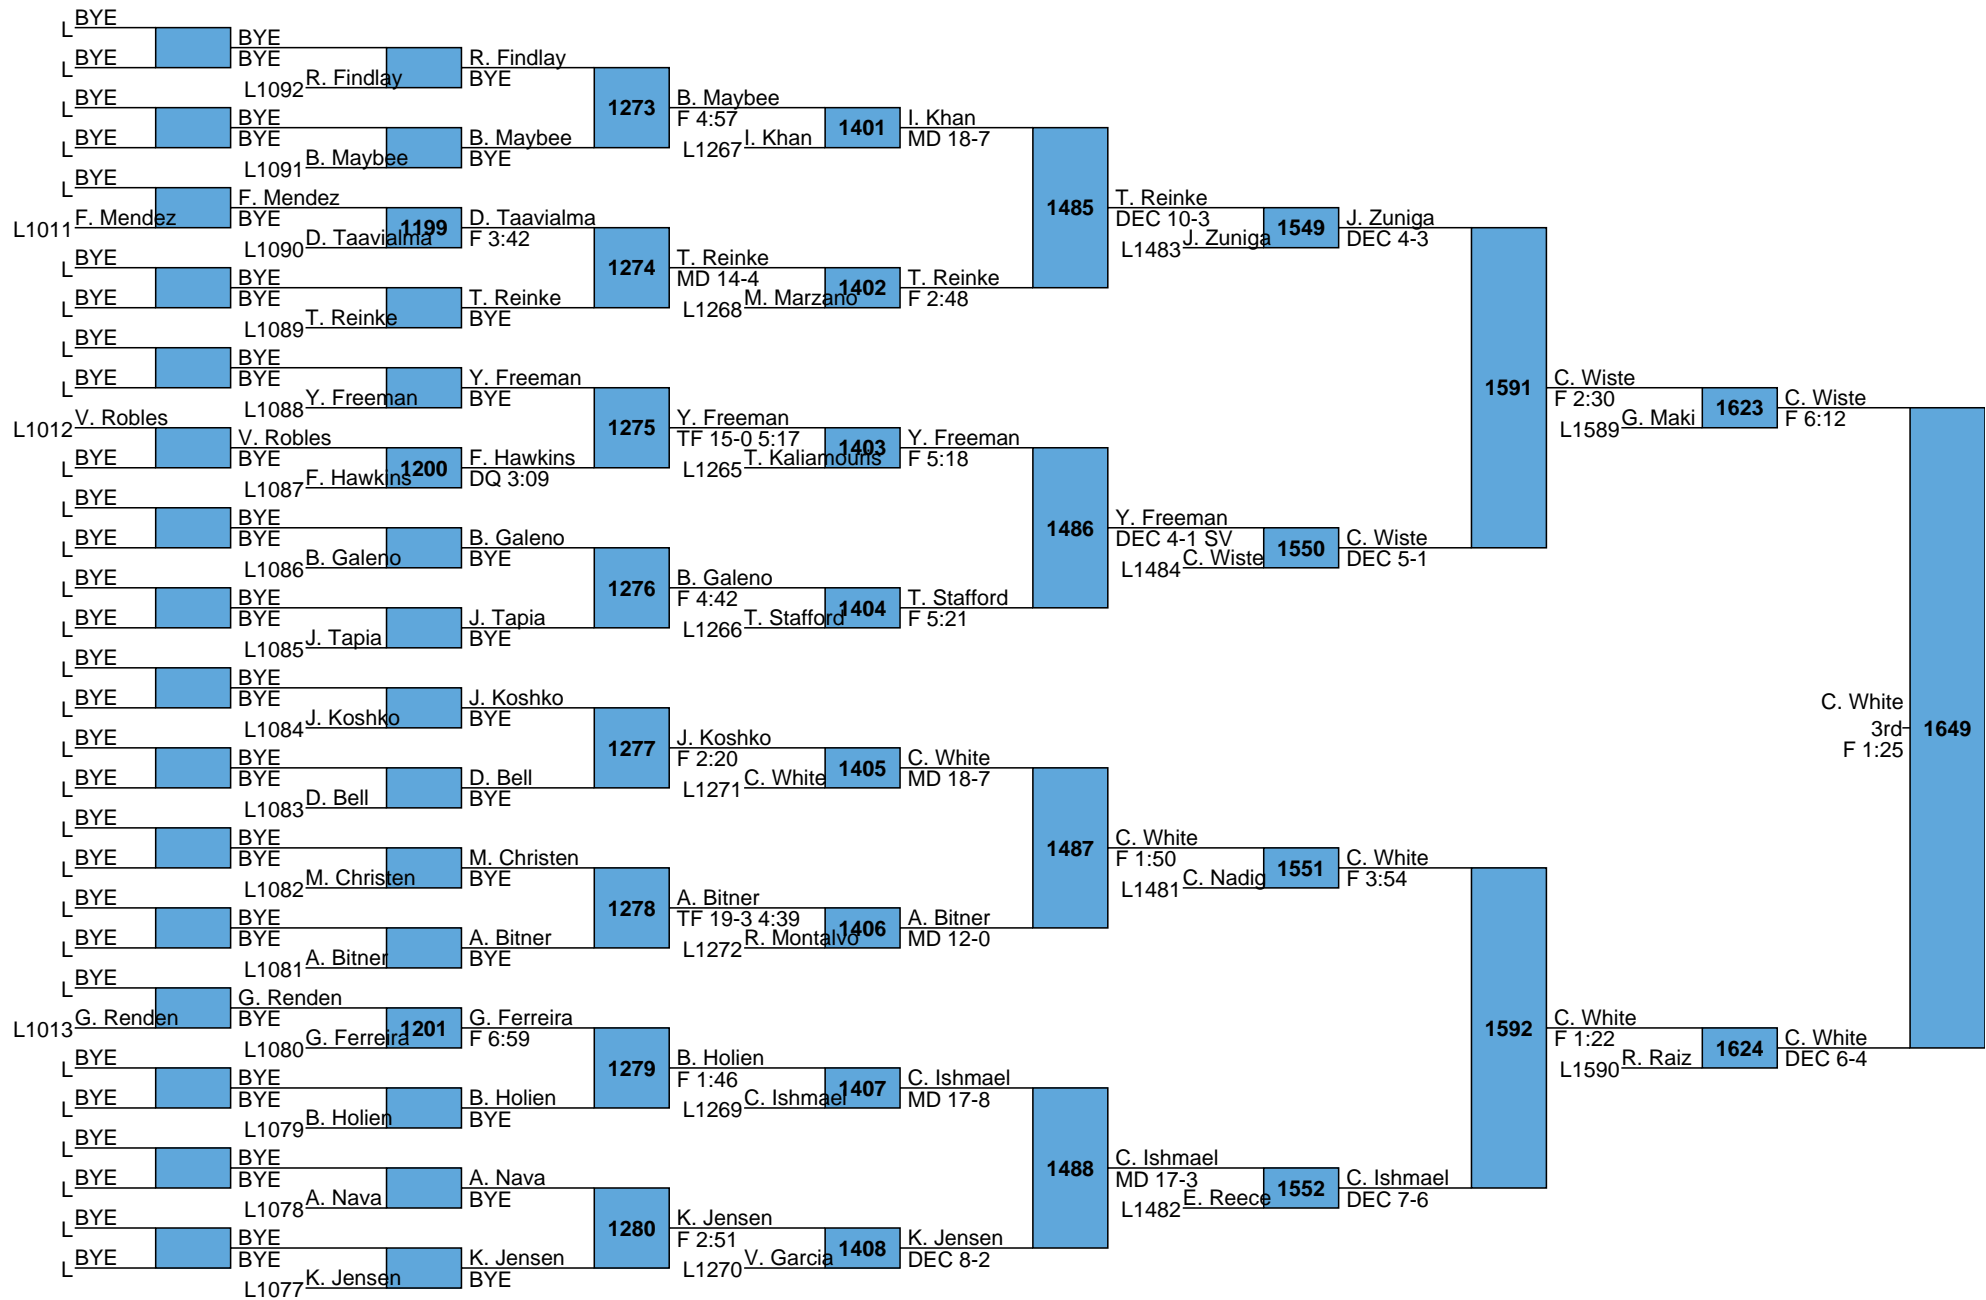 BYE
L
BYE
L
BYE
L
BYE
L
BYE
L
L1011 F. Mendez
BYE
L
BYE
L
BYE
L
BYE
L
L1012 V. Robles
BYE
L
BYE
L
BYE
L
BYE
L
BYE
L
BYE
L
BYE
L
BYE
L
BYE
L
BYE
L
BYE
L
BYE
L
BYE
L
BYE
L
L1013 G. Renden
BYE
L
BYE
L
BYE
L
BYE
L
BYE
L
BYE
L
BYE
BYE
L1092 R. Findlay
BYE
BYE
L1091 B. Maybee
F. Mendez
BYE
L1090 D. Taavialma
1199
BYE
BYE
L1089 T. Reinke
BYE
BYE
L1088 Y. Freeman
V. Robles
BYE
L1087 F. Hawkins
1200
BYE
BYE
L1086 B. Galeno
BYE
BYE
L1085 J. Tapia
BYE
BYE
L1084 J. Koshko
BYE
BYE
L1083 D. Bell
BYE
BYE
L1082 M. Christen
BYE
BYE
L1081 A. Bitner
G. Renden
BYE
L1080 G. Ferreira
1201
BYE
BYE
L1079 B. Holien
BYE
BYE
L1078 A. Nava
BYE
BYE
L1077 K. Jensen
R. Findlay
BYE
1273
B. Maybee
BYE
D. Taavialma
F 3:42
1274
T. Reinke
BYE
Y. Freeman
BYE
1275
F. Hawkins
DQ 3:09
B. Galeno
BYE
1276
J. Tapia
BYE
J. Koshko
BYE
1277
D. Bell
BYE
M. Christen
BYE
1278
A. Bitner
BYE
G. Ferreira
F 6:59
1279
B. Holien
BYE
A. Nava
BYE
1280
K. Jensen
BYE
B. Maybee
F 4:57
L1267 I. Khan
1401
T. Reinke
MD 14-4
L1268 M. Marzano
1402
Y. Freeman
TF 15-0 5:17
L1265 T. Kaliamouris
1403
B. Galeno
F 4:42
L1266 T. Stafford
1404
J. Koshko
F 2:20
L1271 C. White
1405
A. Bitner
TF 19-3 4:39
L1272 R. Montalvo
1406
B. Holien
F 1:46
L1269 C. Ishmael
1407
K. Jensen
F 2:51
L1270 V. Garcia
1408
I. Khan
MD 18-7
1485
T. Reinke
F 2:48
Y. Freeman
F 5:18
1486
T. Stafford
F 5:21
C. White
MD 18-7
1487
A. Bitner
MD 12-0
C. Ishmael
MD 17-8
1488
K. Jensen
DEC 8-2
T. Reinke
DEC 10-3
L1483 J. Zuniga
1549
Y. Freeman
DEC 4-1 SV
L1484 C. Wiste
1550
C. White
F 1:50
L1481 C. Nadig
1551
C. Ishmael
MD 17-3
L1482 E. Reece
1552
J. Zuniga
DEC 4-3
1591
C. Wiste
DEC 5-1
C. White
F 3:54
1592
C. Ishmael
DEC 7-6
C. Wiste
F 2:30
L1589 G. Maki
1623
C. White
F 1:22
L1590 R. Raiz
1624
C. Wiste
F 6:12
C. White
DEC 6-4
C. White
3rd
F 1:25
1649